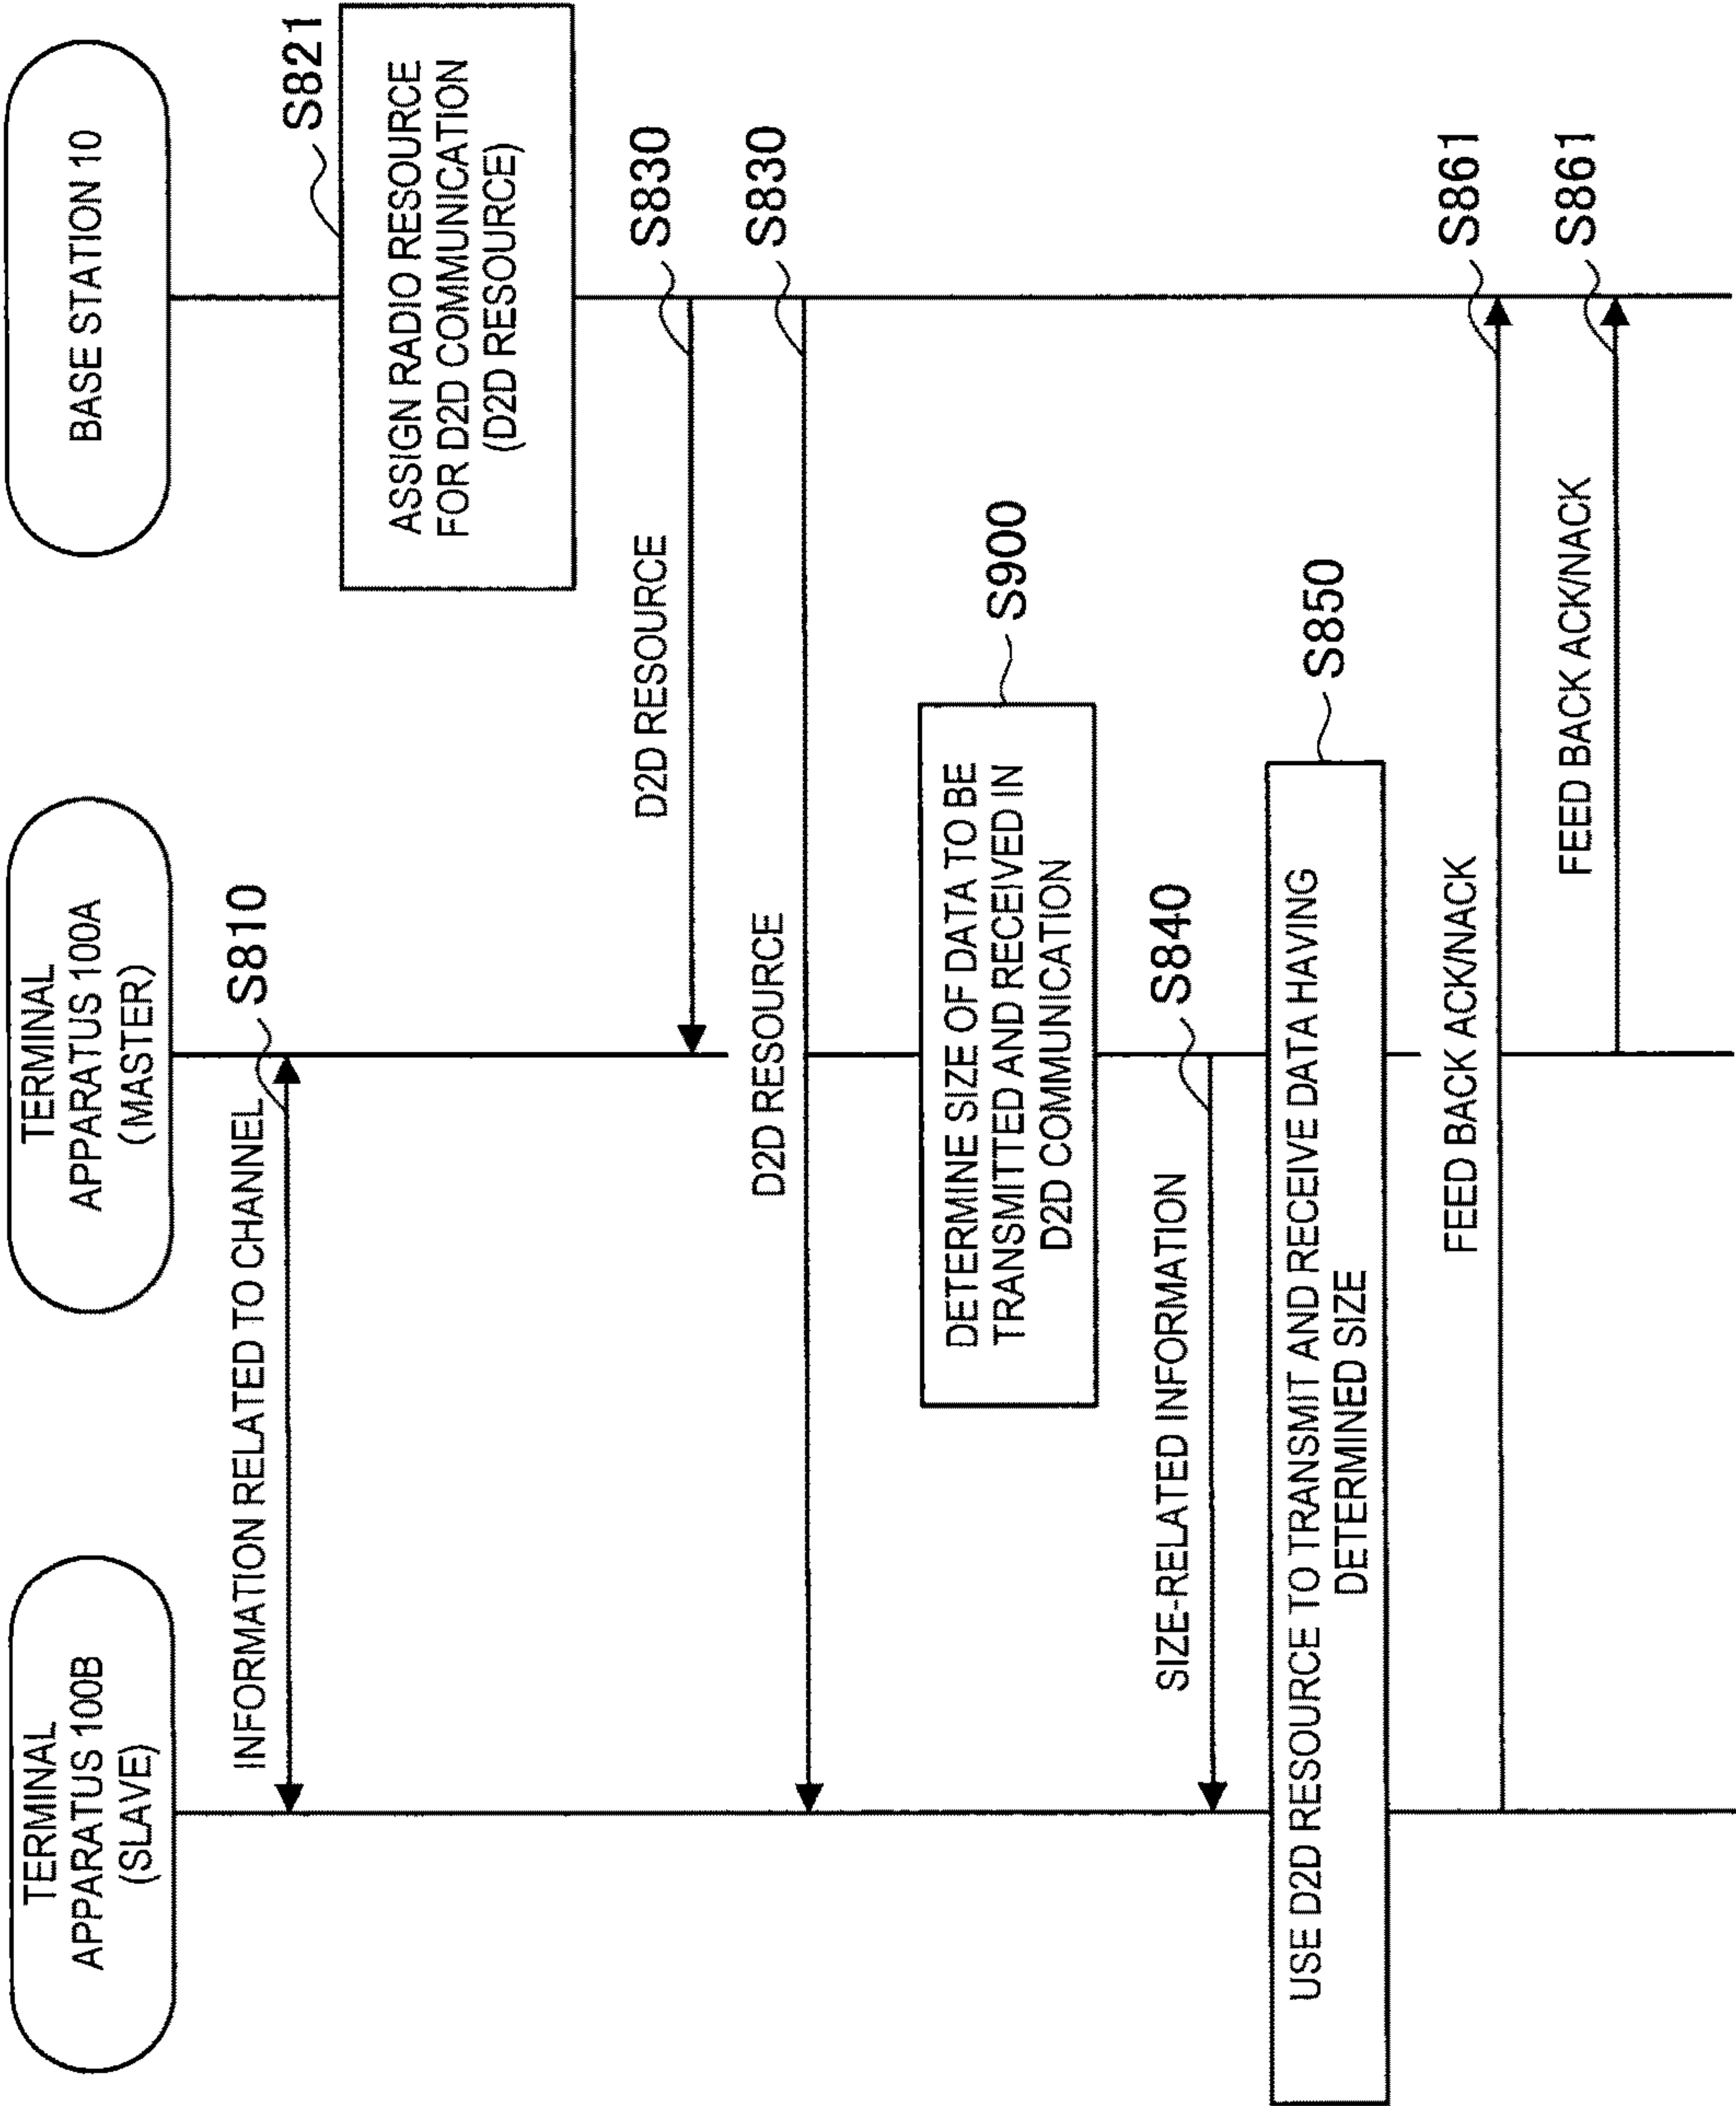 TERMINAL
APPARATUS 100B
(SLAVE)
TERMINAL
APPARATUS 100A
(MASTER)
BASE STATION 10
INFORMATION RELATED TO CHANNEL
S810
S821
ASSIGN RADIO RESOURCE
FOR D2D COMMUNICATION
(D2D RESOURCE)
D2D RESOURCE
S830
D2D RESOURCE
S830
DETERMINE SIZE OF DATA TO BE
TRANSMITTED AND RECEIVED IN
D2D COMMUNICATION
S900
SIZE-RELATED INFORMATION
S840
USE D2D RESOURCE TO TRANSMIT AND RECEIVE DATA HAVING
DETERMINED SIZE
S850
FEED BACK ACK/NACK
S861
FEED BACK ACK/NACK
S861